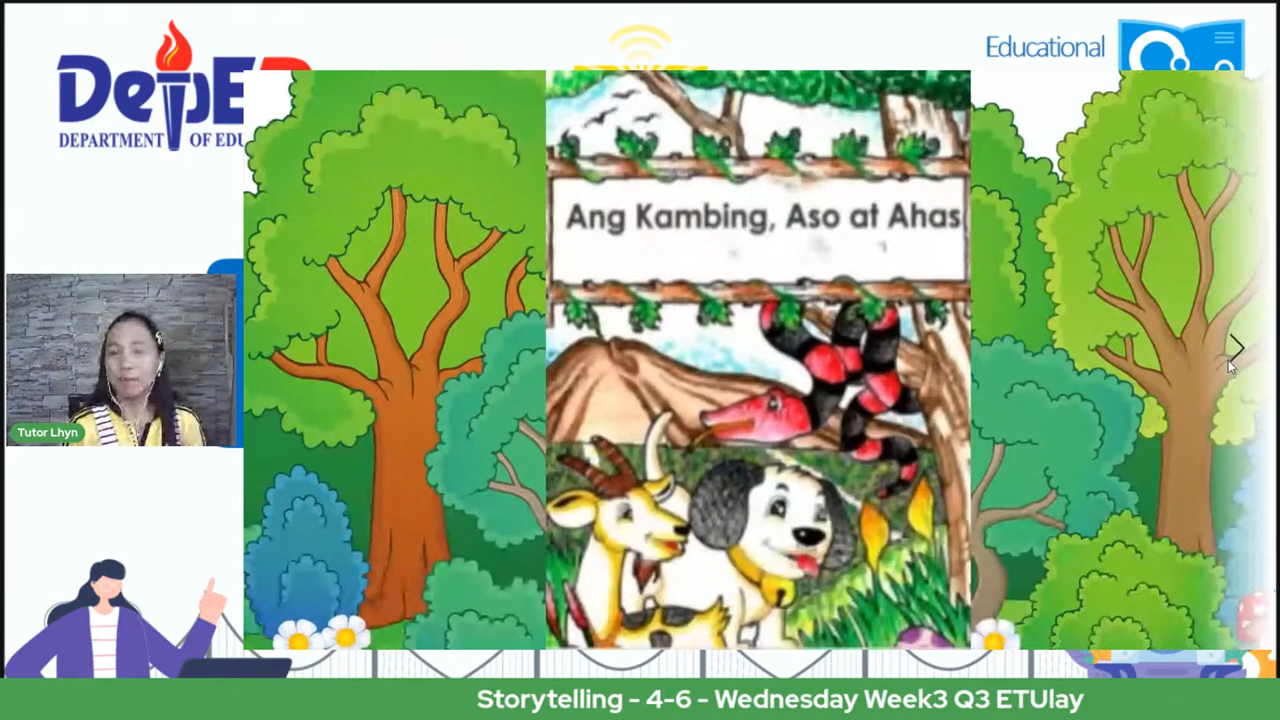 DepED
DEPARTMENT OF EDU
Educational
Ang Kambing, Aso at Ahas
Tutor Lhyn
Storytelling - 4-6 - Wednesday Week3 Q3 ETUlay